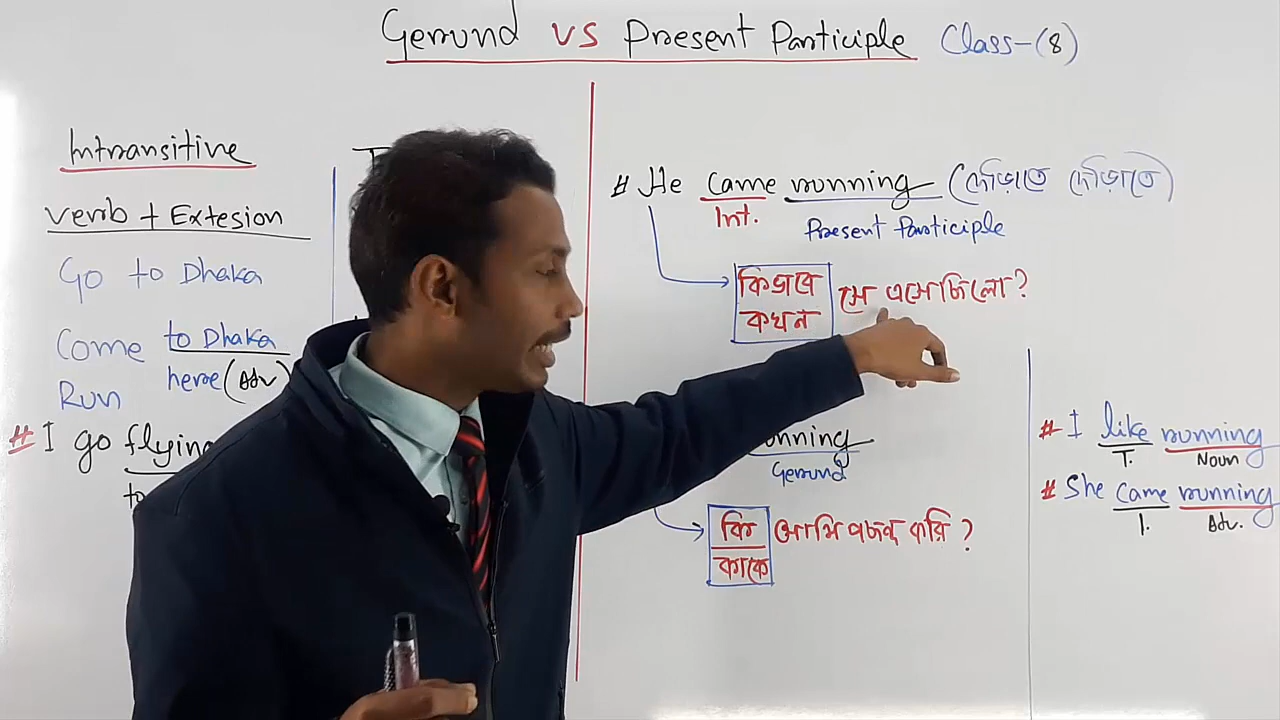 Gerund VS Present Participle Class-(8)
Intransitive
Verb + Extesion
Go to Dhaka
Come to Dhaka
here (Adv)
Run
# I go flying
# He came running (দৌড়াতে দৌড়াতে)
Int. Present Participle
কিভাবে
কখন
সে এসেছিলো?
Gerund
কি
কাকে
আমি পছন্দ করি ?
# I like running
T. Noun
# She came running
I. Adv.